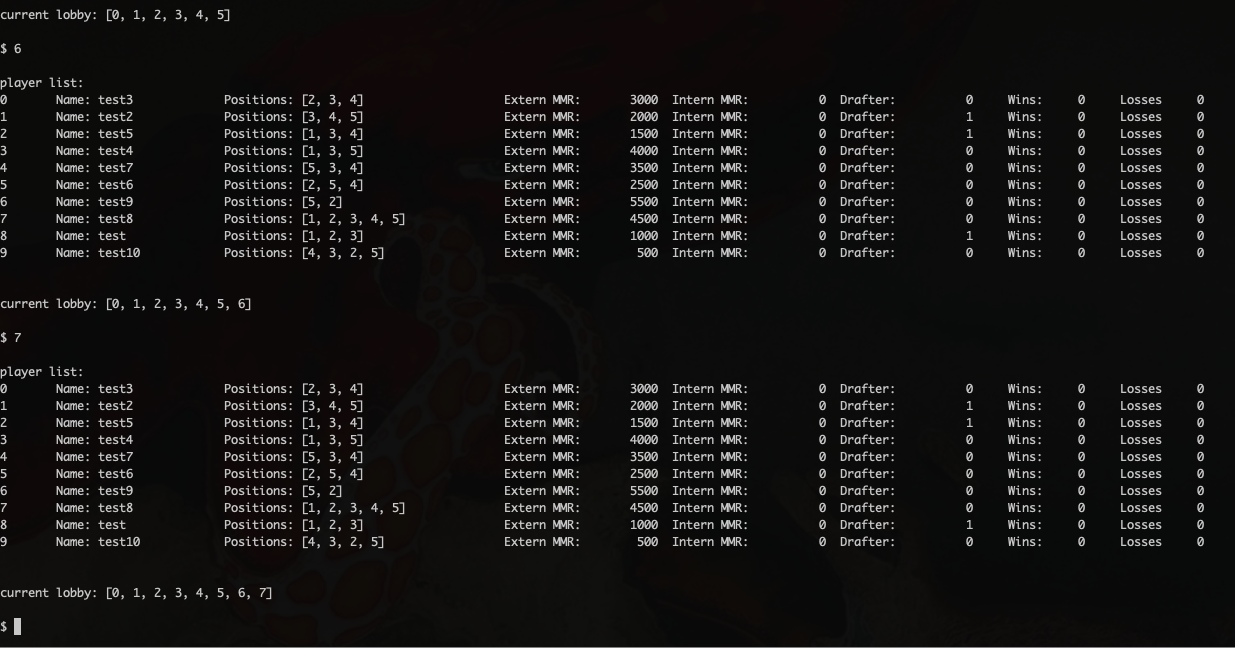 current lobby: [0, 1, 2, 3, 4, 5]
$ 6
player list:
0 Name: test3 Positions: [2, 3, 4] Extern MMR: 3000 Intern MMR: 0 Drafter: 0 Wins: 0 Losses 0
1 Name: test2 Positions: [3, 4, 5] Extern MMR: 2000 Intern MMR: 0 Drafter: 1 Wins: 0 Losses 0
2 Name: test5 Positions: [1, 3, 4] Extern MMR: 1500 Intern MMR: 0 Drafter: 1 Wins: 0 Losses 0
3 Name: test4 Positions: [1, 3, 5] Extern MMR: 4000 Intern MMR: 0 Drafter: 0 Wins: 0 Losses 0
4 Name: test7 Positions: [5, 3, 4] Extern MMR: 3500 Intern MMR: 0 Drafter: 0 Wins: 0 Losses 0
5 Name: test6 Positions: [2, 5, 4] Extern MMR: 2500 Intern MMR: 0 Drafter: 0 Wins: 0 Losses 0
6 Name: test9 Positions: [5, 2] Extern MMR: 5500 Intern MMR: 0 Drafter: 0 Wins: 0 Losses 0
7 Name: test8 Positions: [1, 2, 3, 4, 5] Extern MMR: 4500 Intern MMR: 0 Drafter: 0 Wins: 0 Losses 0
8 Name: test Positions: [1, 2, 3] Extern MMR: 1000 Intern MMR: 0 Drafter: 1 Wins: 0 Losses 0
9 Name: test10 Positions: [4, 3, 2, 5] Extern MMR: 500 Intern MMR: 0 Drafter: 0 Wins: 0 Losses 0
current lobby: [0, 1, 2, 3, 4, 5, 6]
$ 7
player list:
0 Name: test3 Positions: [2, 3, 4] Extern MMR: 3000 Intern MMR: 0 Drafter: 0 Wins: 0 Losses 0
1 Name: test2 Positions: [3, 4, 5] Extern MMR: 2000 Intern MMR: 0 Drafter: 1 Wins: 0 Losses 0
2 Name: test5 Positions: [1, 3, 4] Extern MMR: 1500 Intern MMR: 0 Drafter: 1 Wins: 0 Losses 0
3 Name: test4 Positions: [1, 3, 5] Extern MMR: 4000 Intern MMR: 0 Drafter: 0 Wins: 0 Losses 0
4 Name: test7 Positions: [5, 3, 4] Extern MMR: 3500 Intern MMR: 0 Drafter: 0 Wins: 0 Losses 0
5 Name: test6 Positions: [2, 5, 4] Extern MMR: 2500 Intern MMR: 0 Drafter: 0 Wins: 0 Losses 0
6 Name: test9 Positions: [5, 2] Extern MMR: 5500 Intern MMR: 0 Drafter: 0 Wins: 0 Losses 0
7 Name: test8 Positions: [1, 2, 3, 4, 5] Extern MMR: 4500 Intern MMR: 0 Drafter: 0 Wins: 0 Losses 0
8 Name: test Positions: [1, 2, 3] Extern MMR: 1000 Intern MMR: 0 Drafter: 1 Wins: 0 Losses 0
9 Name: test10 Positions: [4, 3, 2, 5] Extern MMR: 500 Intern MMR: 0 Drafter: 0 Wins: 0 Losses 0
current lobby: [0, 1, 2, 3, 4, 5, 6, 7]
$